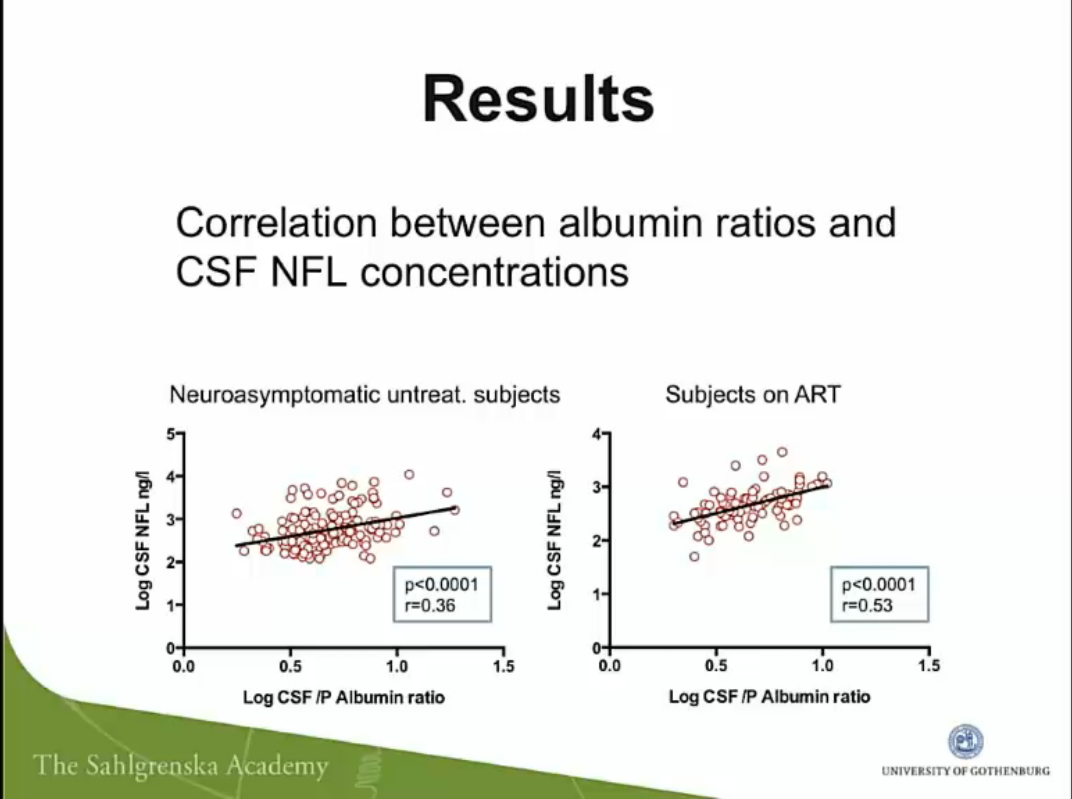 Results
Correlation between albumin ratios and
CSF NFL concentrations
Neuroasymptomatic untreat. subjects
5
4
3
2
1
0
0.0
0.5
1.0
1.5
Log CSF NFL ng/l
Log CSF /P Albumin ratio
p<0.0001
r=0.36
Subjects on ART
4
3
2
1
0
0.0
0.5
1.0
1.5
Log CSF NFL ng/l
Log CSF /P Albumin ratio
p<0.0001
r=0.53
The Sahlgrenska Academy
UNIVERSITY OF GOTHENBURG